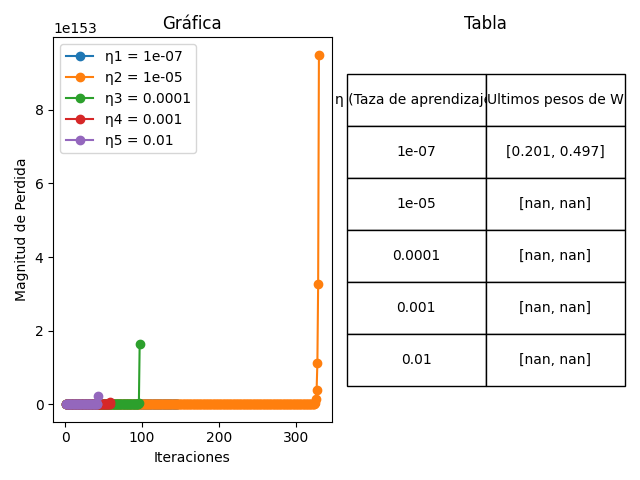 Gráfica
1e153
η1 = 1e-07
η2 = 1e-05
η3 = 0.0001
η4 = 0.001
η5 = 0.01
8
6
4
2
0
Magnitud de Perdida
0 100 200 300
Iteraciones
Tabla
η (Taza de aprendizaje Ultimos pesos de W
1e-07 [0.201, 0.497]
1e-05 [nan, nan]
0.0001 [nan, nan]
0.001 [nan, nan]
0.01 [nan, nan]